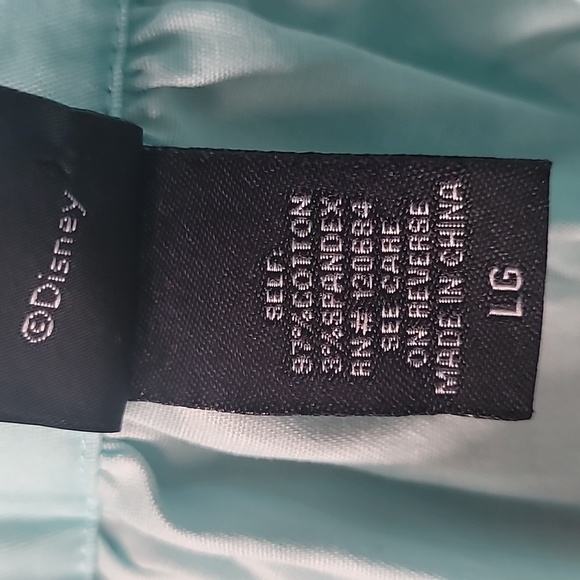 ©Disney
SELF:
97%COTTON
3%SPANDEX
RN# 120684
SEE CARE
ON REVERSE
MADE IN CHINA
LG